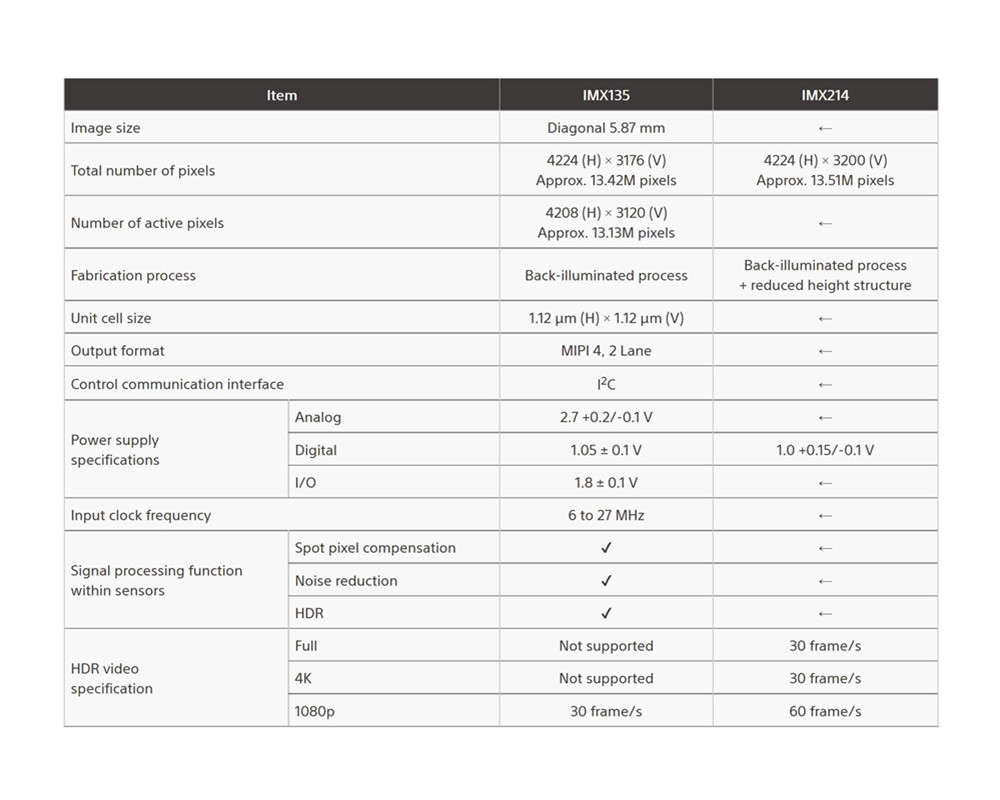 Item IMX135 IMX214
Image size Diagonal 5.87 mm ←
Total number of pixels 4224 (H) × 3176 (V) 4224 (H) × 3200 (V)
Approx. 13.42M pixels Approx. 13.51M pixels
Number of active pixels 4208 (H) × 3120 (V) ←
Approx. 13.13M pixels
Fabrication process Back-illuminated process Back-illuminated process
+ reduced height structure
Unit cell size 1.12 μm (H) × 1.12 μm (V) ←
Output format MIPI 4, 2 Lane ←
Control communication interface I²C ←
Power supply
specifications
Analog 2.7 +0.2/-0.1 V ←
Digital 1.05 ± 0.1 V 1.0 +0.15/-0.1 V
I/O 1.8 ± 0.1 V ←
Input clock frequency 6 to 27 MHz ←
Signal processing function
within sensors
Spot pixel compensation ✓ ←
Noise reduction ✓ ←
HDR ✓ ←
HDR video
specification
Full Not supported 30 frame/s
4K Not supported 30 frame/s
1080p 30 frame/s 60 frame/s